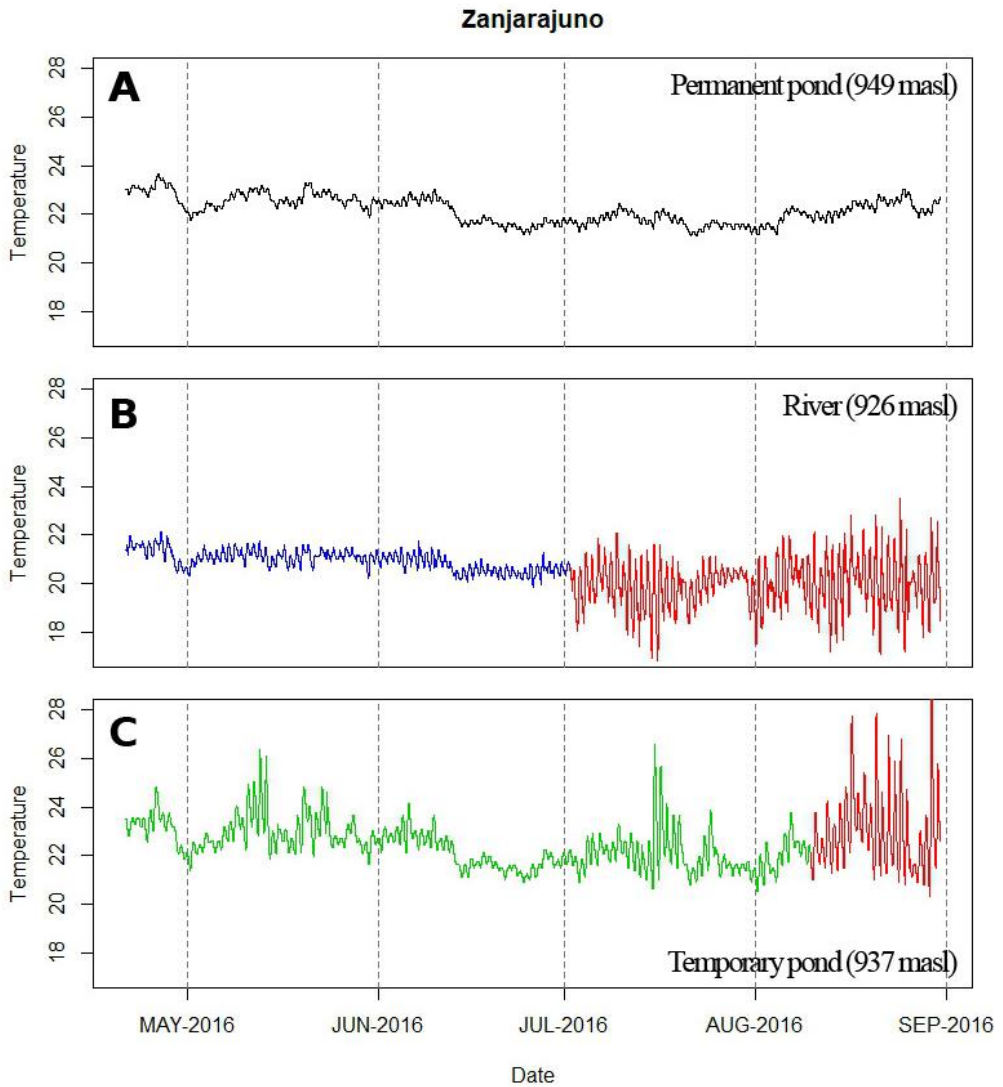 Zanjarajuno
A
Permanent pond (949 masl)
Temperature
28
26
24
22
20
18
B
River (926 masl)
Temperature
28
26
24
22
20
18
C
Temporary pond (937 masl)
Temperature
28
26
24
22
20
18
MAY-2016 JUN-2016 JUL-2016 AUG-2016 SEP-2016
Date